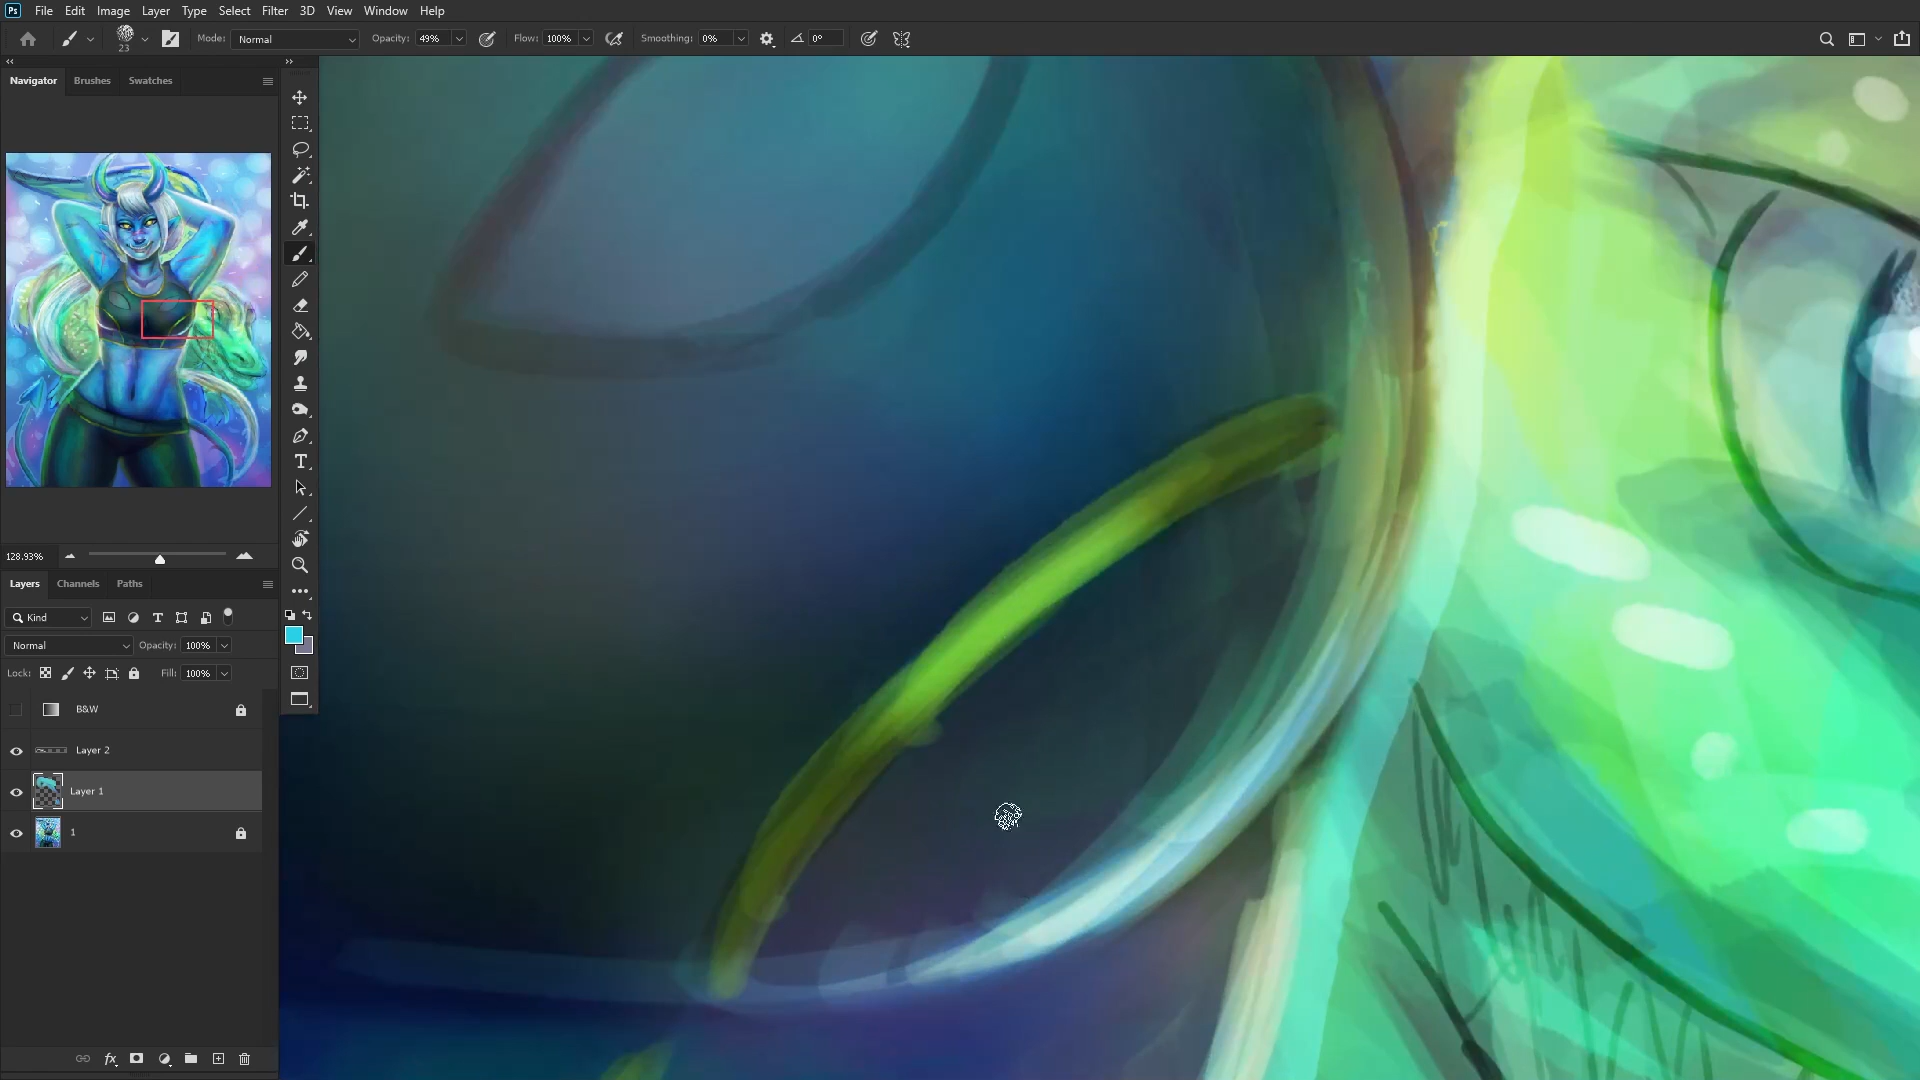 Ps File Edit Image Layer Type Select Filter 3D View Window Help
23 Mode: Normal Opacity: 49% Flow: 100% Smoothing: 0% 0°
Navigator Brushes Swatches
128.93%
Layers Channels Paths
Kind
Normal Opacity: 100%
Lock: Fill: 100%
B&W
Layer 2
Layer 1
1
fx